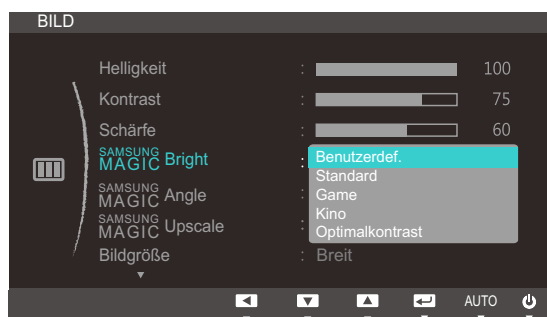 BILD
Helligkeit : 100
Kontrast : 75
Schärfe : 60
SAMSUNG MAGIC Bright : Benutzerdef.
Standard
Game
Kino
Optimalkontrast
SAMSUNG MAGIC Angle :
SAMSUNG MAGIC Upscale :
Bildgröße : Breit
AUTO